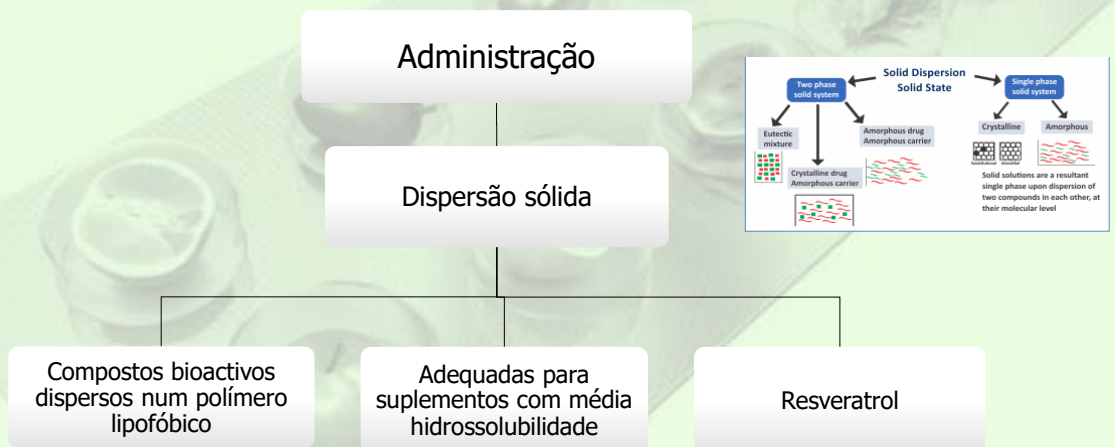 Administração
Dispersão sólida
Compostos bioactivos
dispersos num polímero
lipofóbico
Adequadas para
suplementos com média
hidrossolubilidade
Resveratrol
Solid Dispersion
Solid State
Two phase
solid system
Single phase
solid system
Eutectic
mixture
Crystalline drug
Amorphous carrier
Amorphous drug
Amorphous carrier
Crystalline
Amorphous
Substitutional
Interstitial
Solid solutions are a resultant
single phase upon dispersion of
two compounds in each other, at
their molecular level